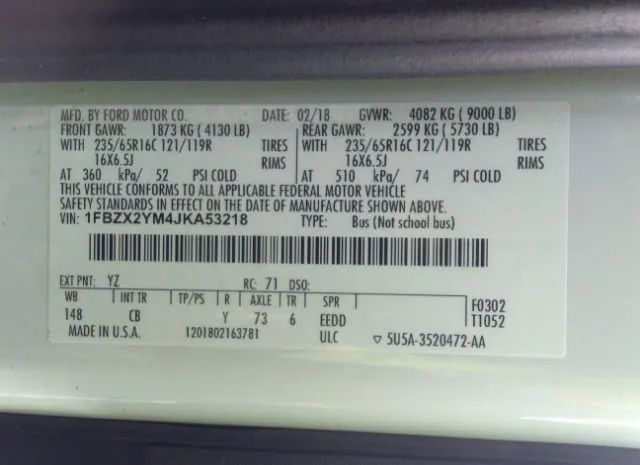 MFD. BY FORD MOTOR CO. DATE: 02/18 GVWR: 4082 KG ( 9000 LB)
FRONT GAWR: 1873 KG ( 4130 LB) REAR GAWR: 2599 KG ( 5730 LB)
WITH 235/65R16C 121/119R TIRES WITH 235/65R16C 121/119R TIRES
16X6.5J RIMS 16X6.5J RIMS
AT 360 kPa/ 52 PSI COLD AT 510 kPa/ 74 PSI COLD
THIS VEHICLE CONFORMS TO ALL APPLICABLE FEDERAL MOTOR VEHICLE
SAFETY STANDARDS IN EFFECT ON THE DATE OF MANUFACTURE SHOWN ABOVE.
VIN: 1FBZX2YM4JKA53218 TYPE: Bus (Not school bus)
EXT PNT: YZ RC: 71 DSO:
WB INT TR TP/PS R AXLE TR SPR F0302
148 CB Y 73 6 EEDD T1052
MADE IN U.S.A. 1201802163781 ULC ▽ 5U5A-3520472-AA